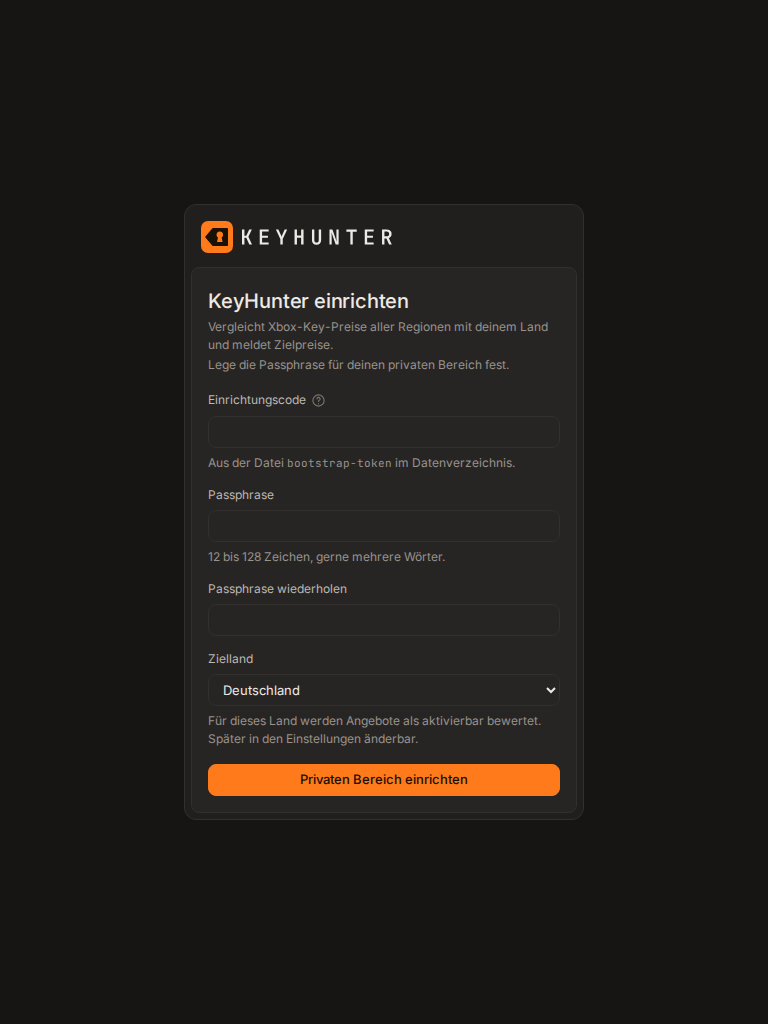 KEYHUNTER
KeyHunter einrichten
Vergleicht Xbox-Key-Preise aller Regionen mit deinem Land
und meldet Zielpreise.
Lege die Passphrase für deinen privaten Bereich fest.
Einrichtungscode ?
Aus der Datei bootstrap-token im Datenverzeichnis.
Passphrase
12 bis 128 Zeichen, gerne mehrere Wörter.
Passphrase wiederholen
Zielland
Deutschland
Für dieses Land werden Angebote als aktivierbar bewertet.
Später in den Einstellungen änderbar.
Privaten Bereich einrichten